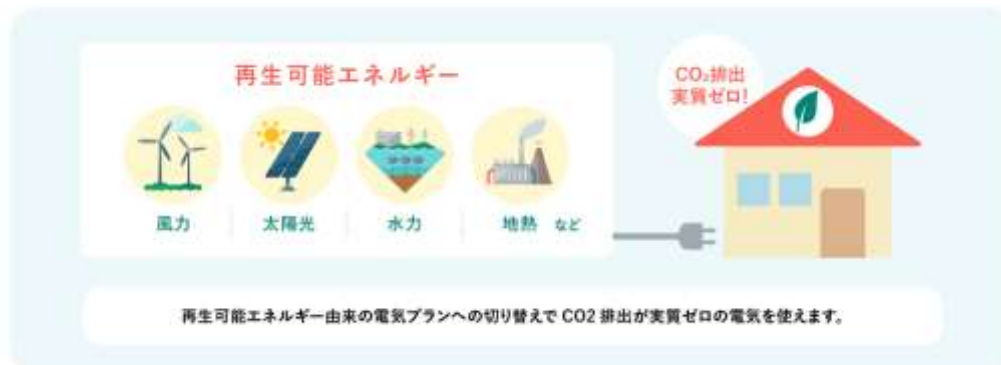 再生可能エネルギー
CO₂排出
実質ゼロ!
風力
太陽光
水力
地熱 など
再生可能エネルギー由来の電気プランへの切り替えで CO2 排出が実質ゼロの電気を使えます。